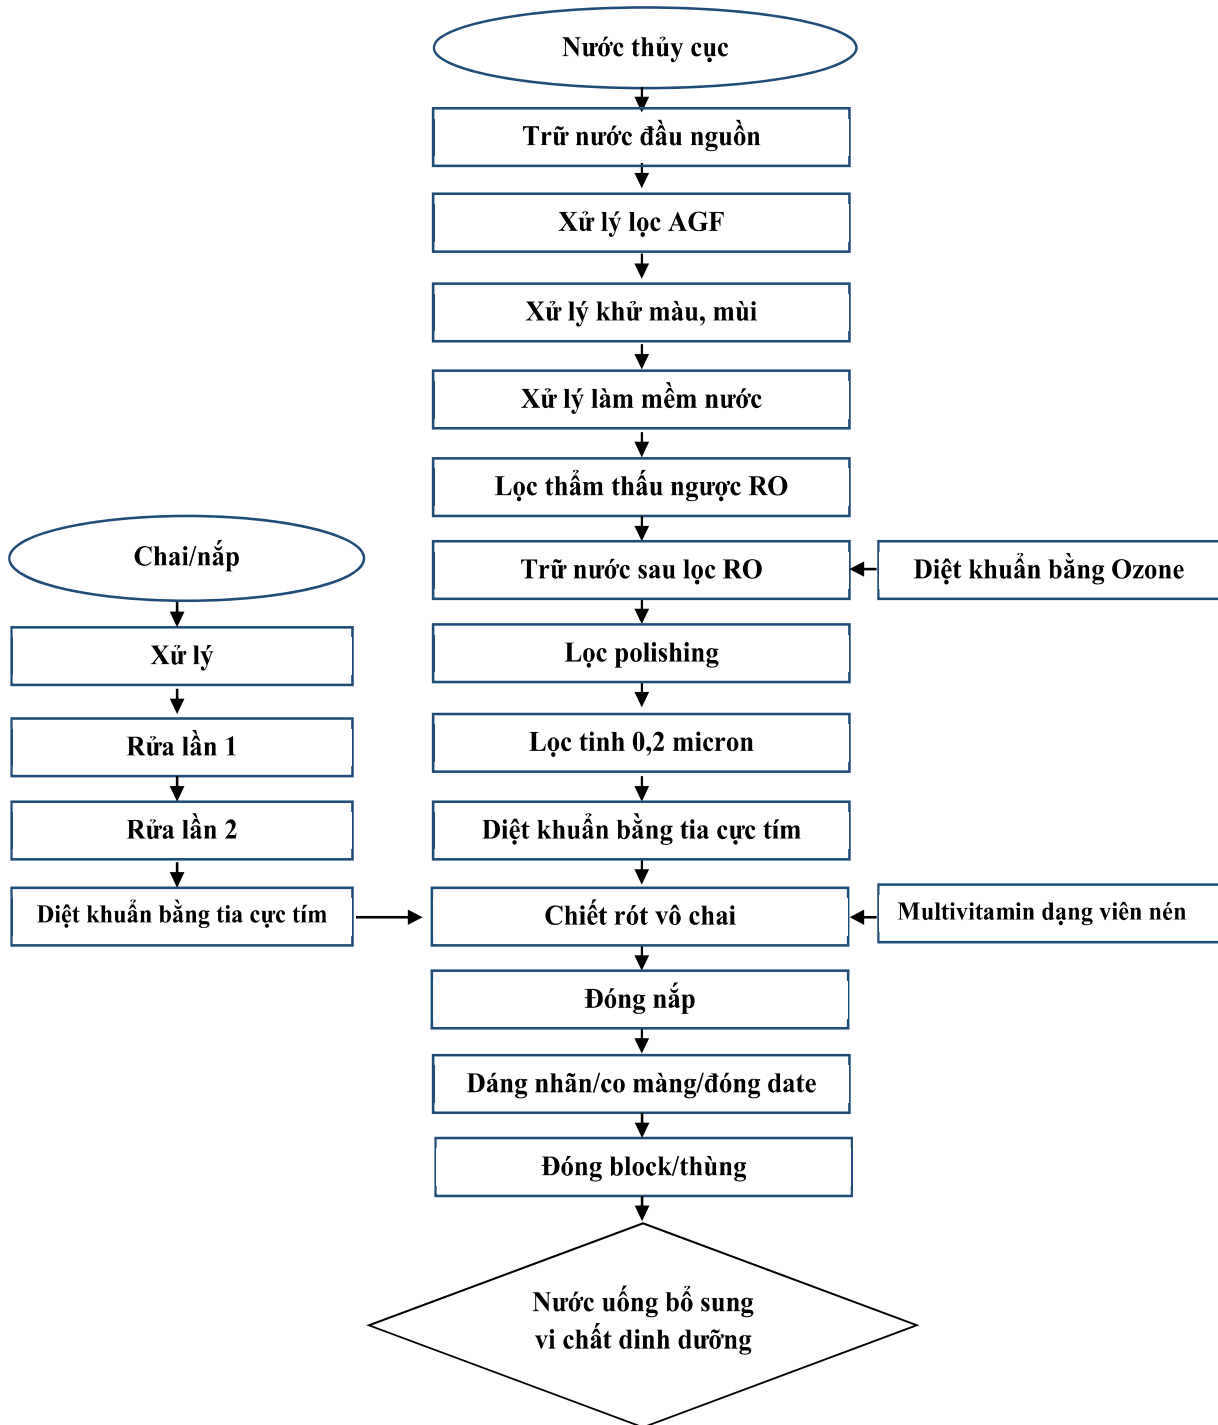 Nước thủy cục
Trữ nước đầu nguồn
Xử lý lọc AGF
Xử lý khử màu, mùi
Xử lý làm mềm nước
Lọc thẩm thấu ngược RO
Chai/nắp
Trữ nước sau lọc RO
Diệt khuẩn bằng Ozone
Xử lý
Lọc polishing
Rửa lần 1
Lọc tinh 0,2 micron
Rửa lần 2
Diệt khuẩn bằng tia cực tím
Diệt khuẩn bằng tia cực tím
Chiết rót vô chai
Multivitamin dạng viên nén
Đóng nắp
Dáng nhãn/co màng/đóng date
Đóng block/thùng
Nước uống bổ sung
vi chất dinh dưỡng